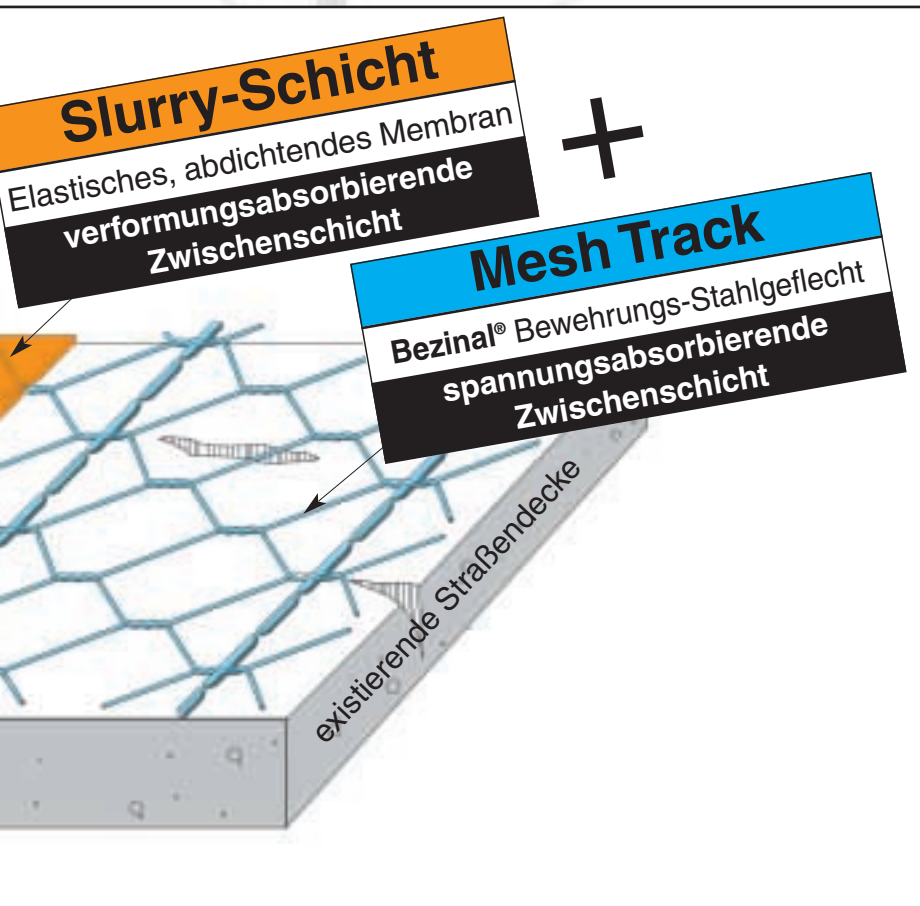 Slurry-Schicht
Elastisches, abdichtendes Membran
verformungsabsorbierende
Zwischenschicht
+
Mesh Track
Bezinal® Bewehrungs-Stahlgeflecht
spannungsabsorbierende
Zwischenschicht
existierende Straßendecke